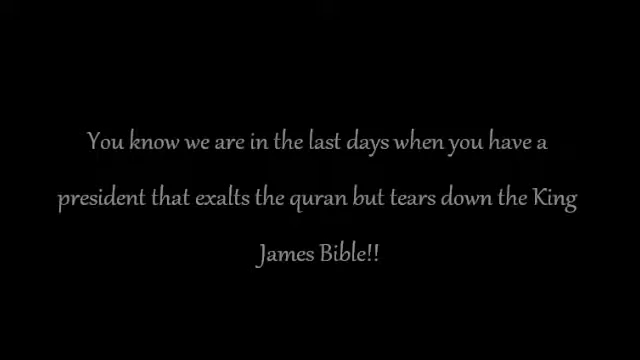 You know we are in the last days when you have a
president that exalts the quran but tears down the King
James Bible!!